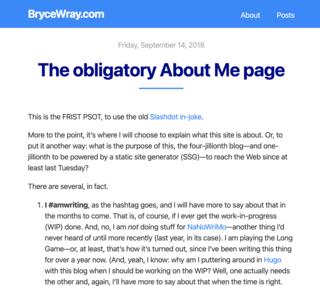 BryceWray.com
About Posts
Friday, September 14, 2018
The obligatory About Me page
This is the FRIST PSOT, to use the old Slashdot in-joke.
More to the point, it's where I will choose to explain what this site is about. Or, to
put it another way: what is the purpose of this, the four-jillionth blog—and one-
jillionth to be powered by a static site generator (SSG)—to reach the Web since at
least last Tuesday?
There are several, in fact.
1. I #amwriting, as the hashtag goes, and I will have more to say about that in
the months to come. That is, of course, if I ever get the work-in-progress
(WIP) done. And, no, I am not doing stuff for NaNoWriMo—another thing I'd
never heard of until more recently (last year, in its case). I am playing the Long
Game—or, at least, that's how it's turned out, since I've been writing this thing
for over a year now. (And, yeah, I know: why am I puttering around in Hugo
with this blog when I should be working on the WIP? Well, one actually needs
the other and, again, I'll have more to say about that when the time is right.